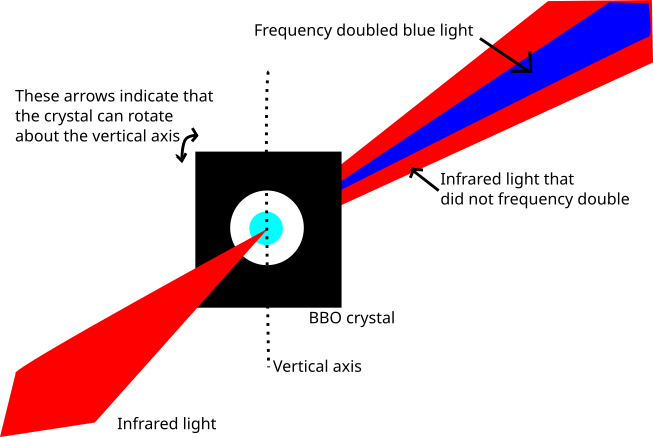 Frequency doubled blue light
These arrows indicate that
the crystal can rotate
about the vertical axis
Infrared light that
did not frequency double
BBO crystal
Vertical axis
Infrared light